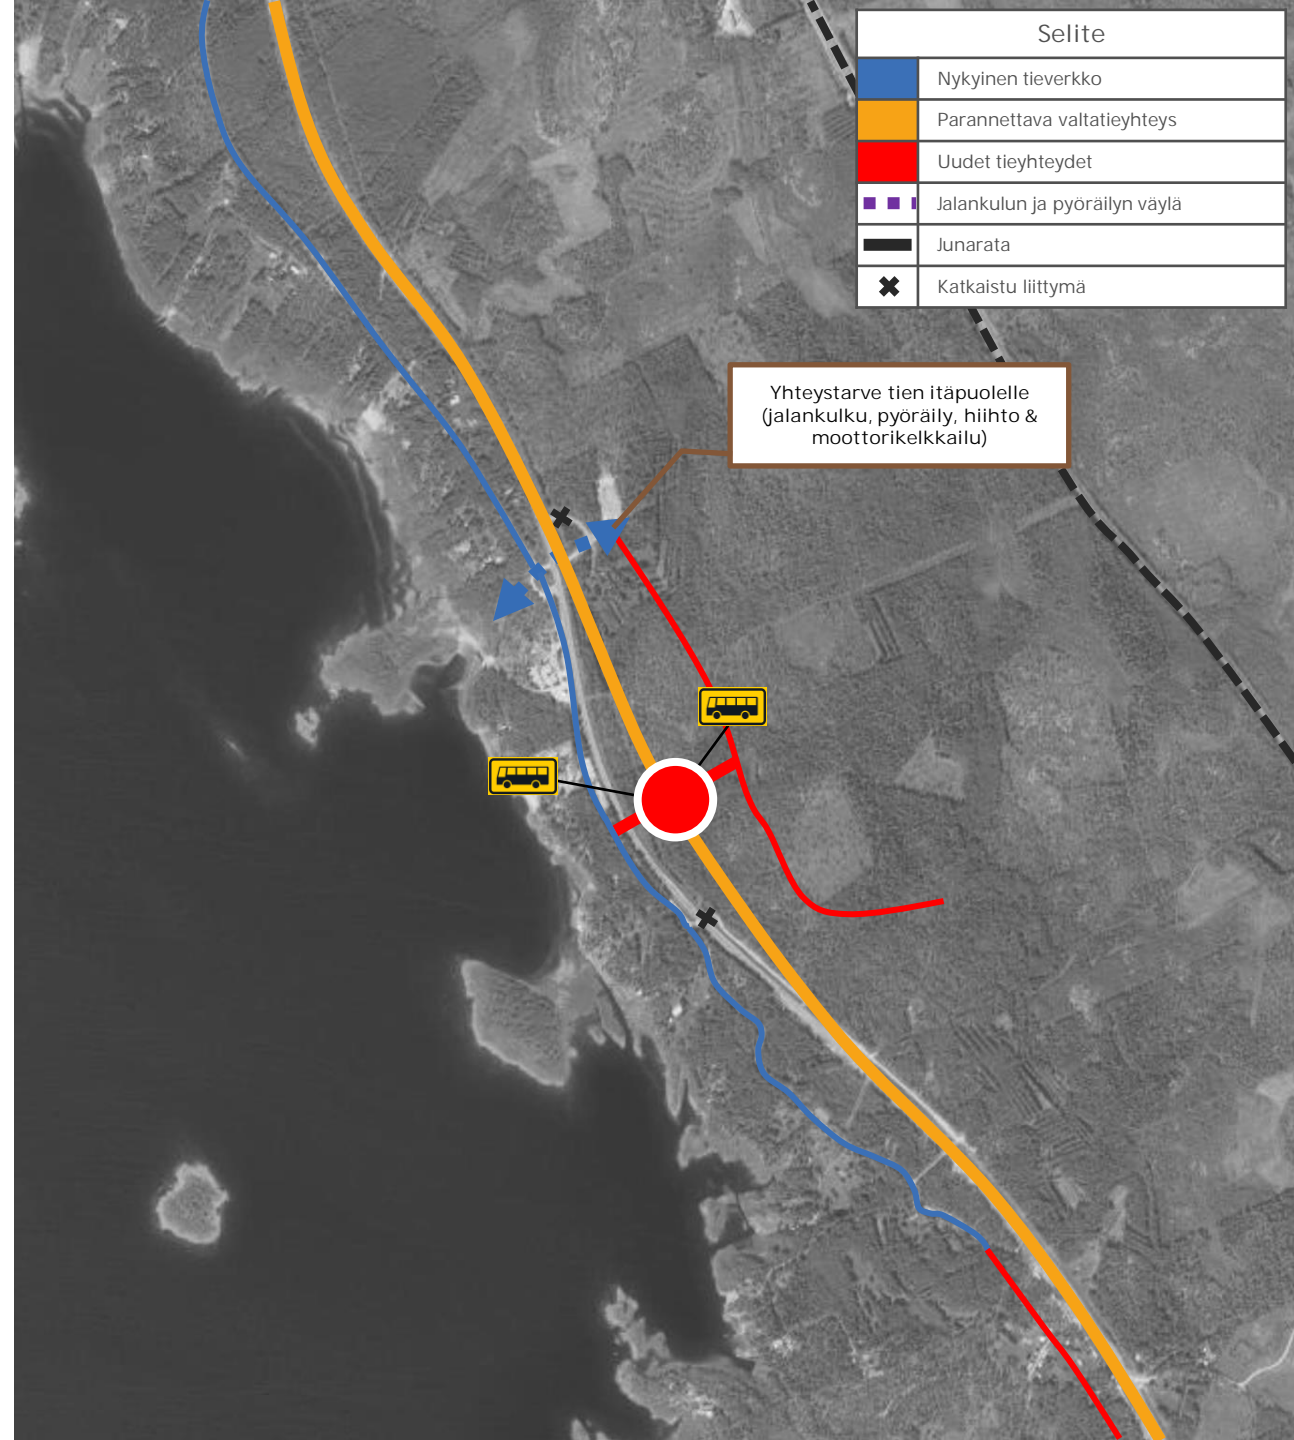 Selite
Nykyinen tieverkko
Parannettava valtatieyhteys
Uudet tieyhteydet
Jalankulun ja pyöräilyn väylä
Junarata
Katkaistu liittymä
Yhteystarve tien itäpuolelle
(jalankulku, pyöräily, hiihto &
moottorikelkkailu)